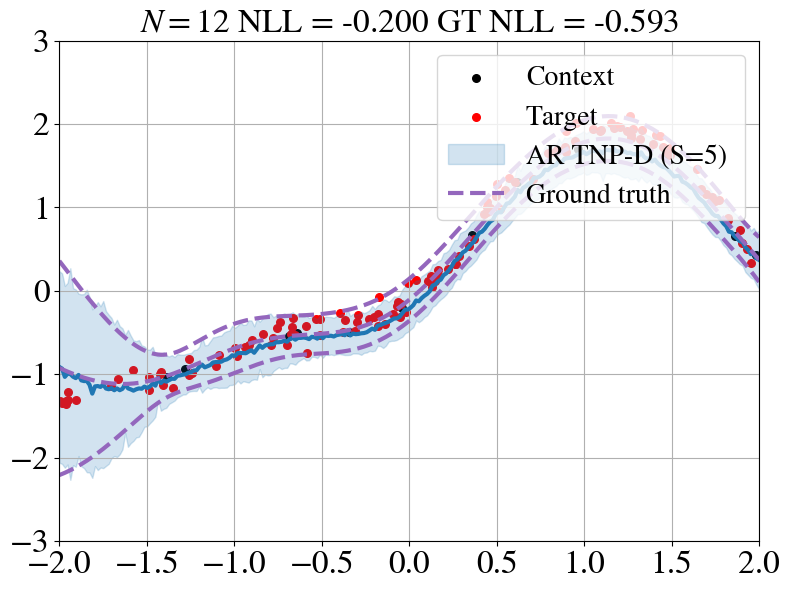 N = 12 NLL = -0.200 GT NLL = -0.593
3
2
1
0
−1
−2
−3
Context
Target
AR TNP-D (S=5)
Ground truth
−2.0 −1.5 −1.0 −0.5 0.0 0.5 1.0 1.5 2.0